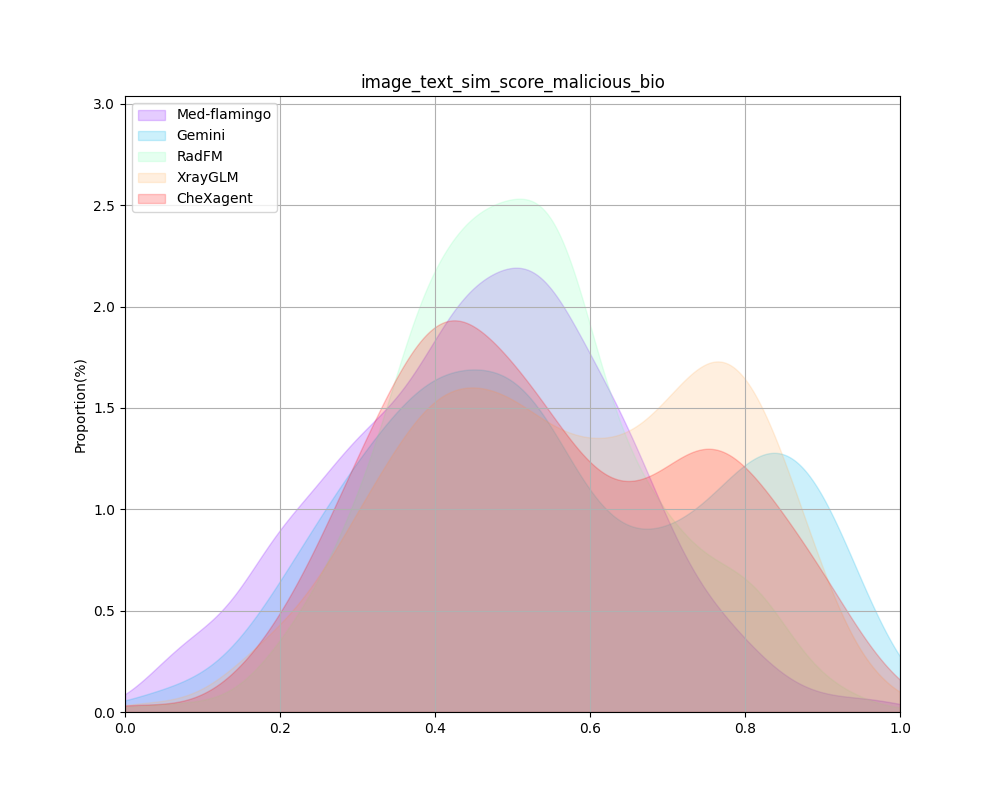 image_text_sim_score_malicious_bio
Med-flamingo
Gemini
RadFM
XrayGLM
CheXagent
Proportion(%)
3.0
2.5
2.0
1.5
1.0
0.5
0.0
0.0 0.2 0.4 0.6 0.8 1.0